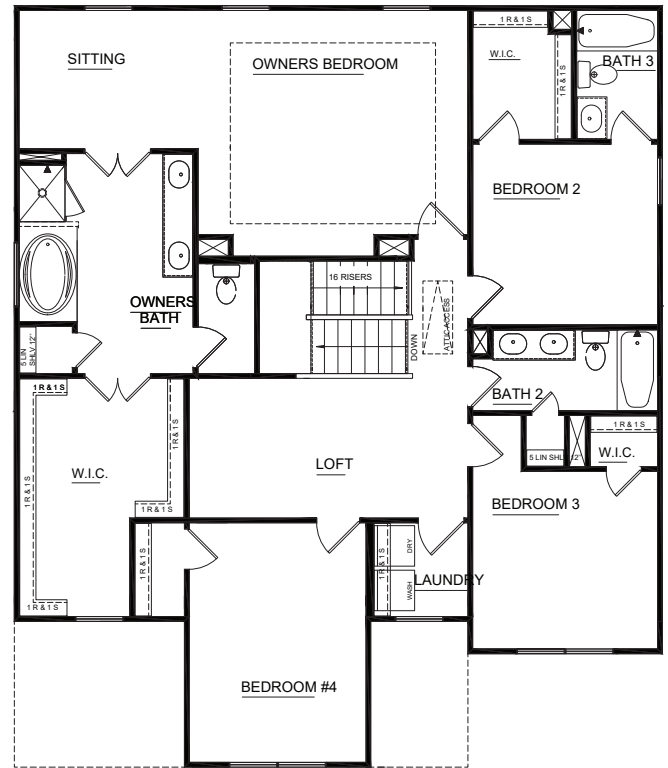 1 R & 1 S
SITTING
OWNERS BEDROOM
W.I.C.
1 R & 1 S
BATH 3
BEDROOM 2
16 RISERS
OWNERS
BATH
ATTIC ACCESS
DOWN
5 LIN
SHLV 12"
1 R & 1 S
1 R & 1 S
BATH 2
W.I.C.
1 R & 1 S
1 R & 1 S
LOFT
5 LIN SHLV 12"
1 R & 1 S
W.I.C.
BEDROOM 3
1 R & 1 S
1 R & 1 S
DRY
WASH
LAUNDRY
1 R & 1 S
BEDROOM #4